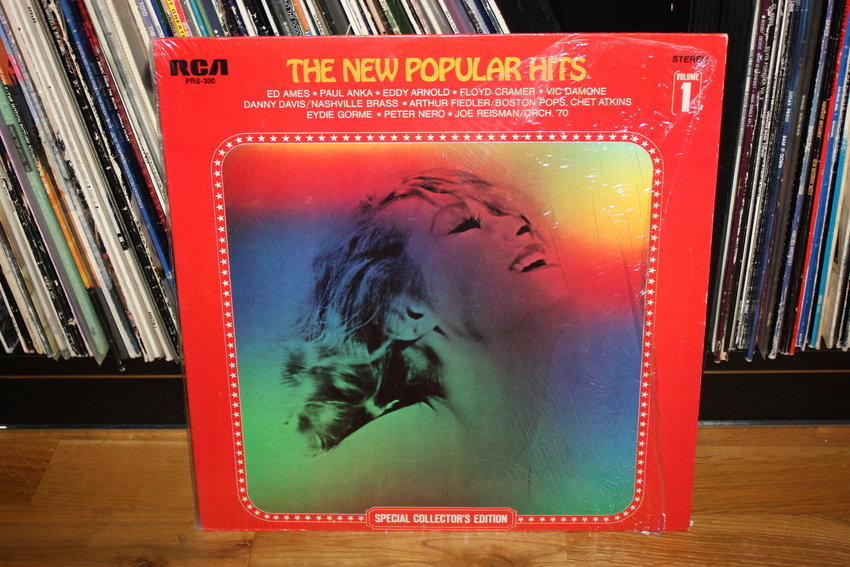 RCA
PRS-300
THE NEW POPULAR HITS
STEREO
VOLUME
1
ED AMES ★ PAUL ANKA ★ EDDY ARNOLD ★ FLOYD CRAMER ★ VIC DAMONE
DANNY DAVIS/NASHVILLE BRASS ★ ARTHUR FIEDLER/BOSTON POPS, CHET ATKINS
EYDIE GORME ★ PETER NERO ★ JOE REISMAN/ORCH. '70
SPECIAL COLLECTOR'S EDITION